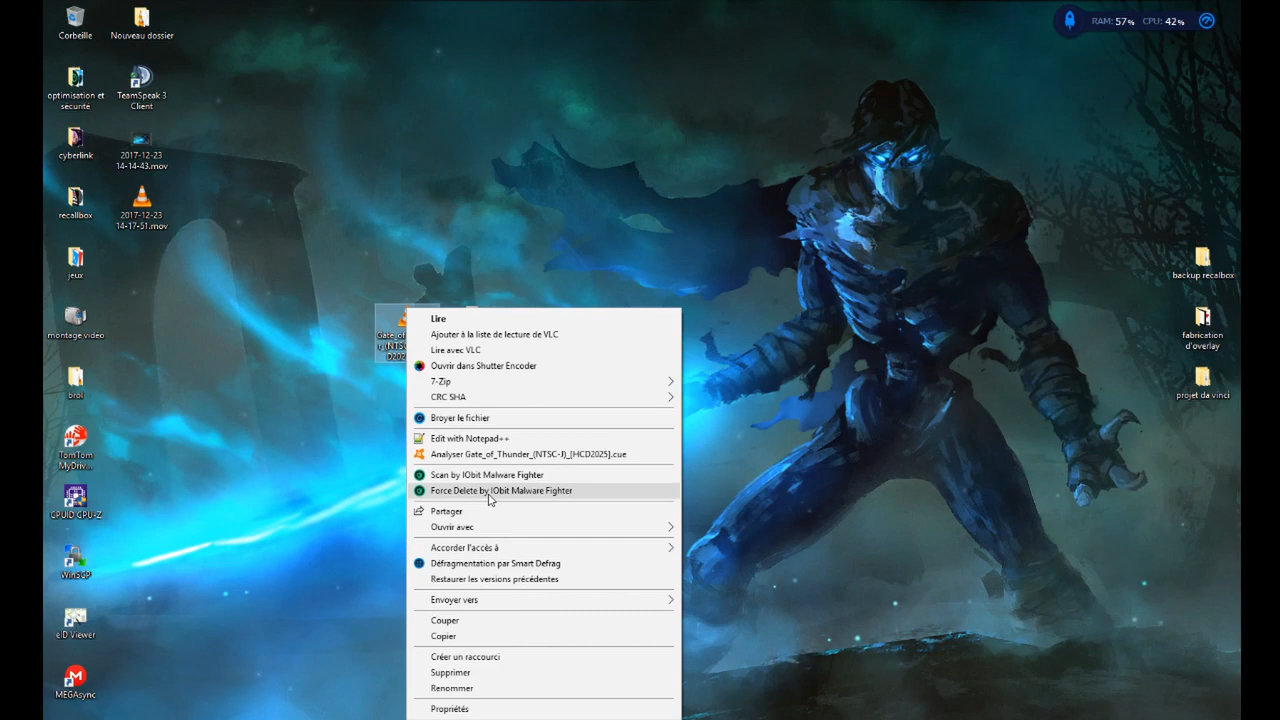 Corbeille
Nouveau dossier
optimisation et
sécurité
TeamSpeak 3
Client
cyberlink
2017-12-23
14-14-43.mov
recallbox
2017-12-23
14-17-51.mov
jeux
montage video
brol
TomTom
MyDriv...
CPUID CPU-Z
WinSCP
eID Viewer
MEGAsync
RAM: 57% CPU: 42%
Gate_of
(NTSC
D202
Lire
Ajouter à la liste de lecture de VLC
Lire avec VLC
Ouvrir dans Shutter Encoder
7-Zip
CRC SHA
Broyer le fichier
Edit with Notepad++
Analyser Gate_of_Thunder_(NTSC-J)_[HCD2025].cue
Scan by IObit Malware Fighter
Force Delete by IObit Malware Fighter
Partager
Ouvrir avec
Accorder l'accès à
Défragmentation par Smart Defrag
Restaurer les versions précédentes
Envoyer vers
Couper
Copier
Créer un raccourci
Supprimer
Renommer
Propriétés
backup recalbox
fabrication
d'overlay
projet da vinci